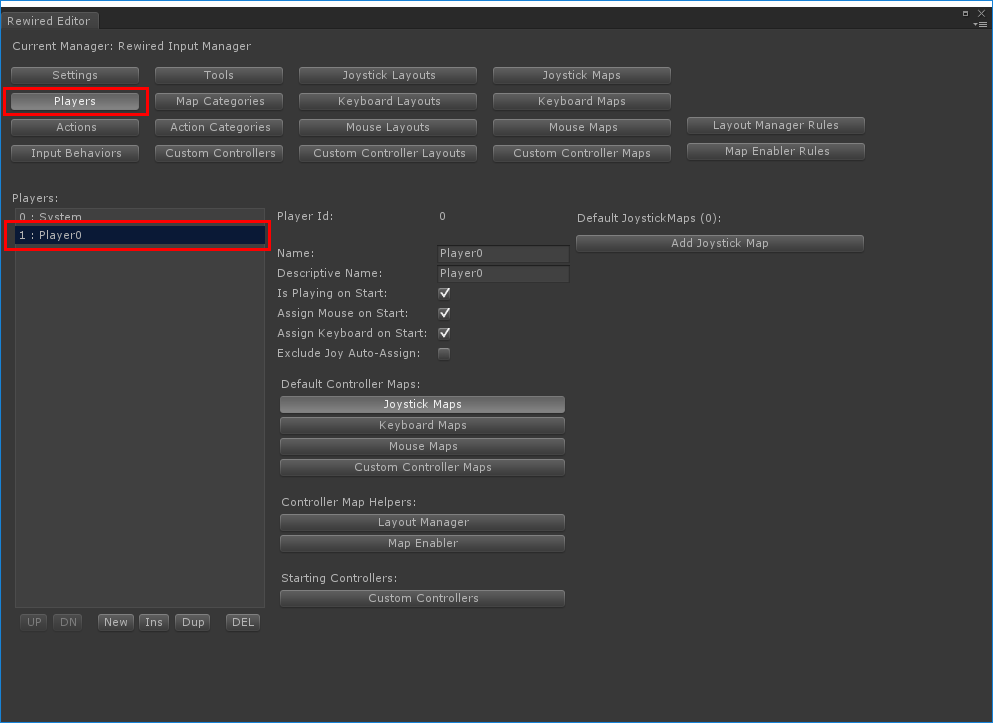 Rewired Editor
Current Manager: Rewired Input Manager
Settings Tools Joystick Layouts Joystick Maps
Players Map Categories Keyboard Layouts Keyboard Maps
Actions Action Categories Mouse Layouts Mouse Maps Layout Manager Rules
Input Behaviors Custom Controllers Custom Controller Layouts Custom Controller Maps Map Enabler Rules
Players:
0 : System
1 : Player0
UP DN New Ins Dup DEL
Player Id: 0
Name: Player0
Descriptive Name: Player0
Is Playing on Start:
Assign Mouse on Start:
Assign Keyboard on Start:
Exclude Joy Auto-Assign:
Default Controller Maps:
Joystick Maps
Keyboard Maps
Mouse Maps
Custom Controller Maps
Controller Map Helpers:
Layout Manager
Map Enabler
Starting Controllers:
Custom Controllers
Default JoystickMaps (0):
Add Joystick Map